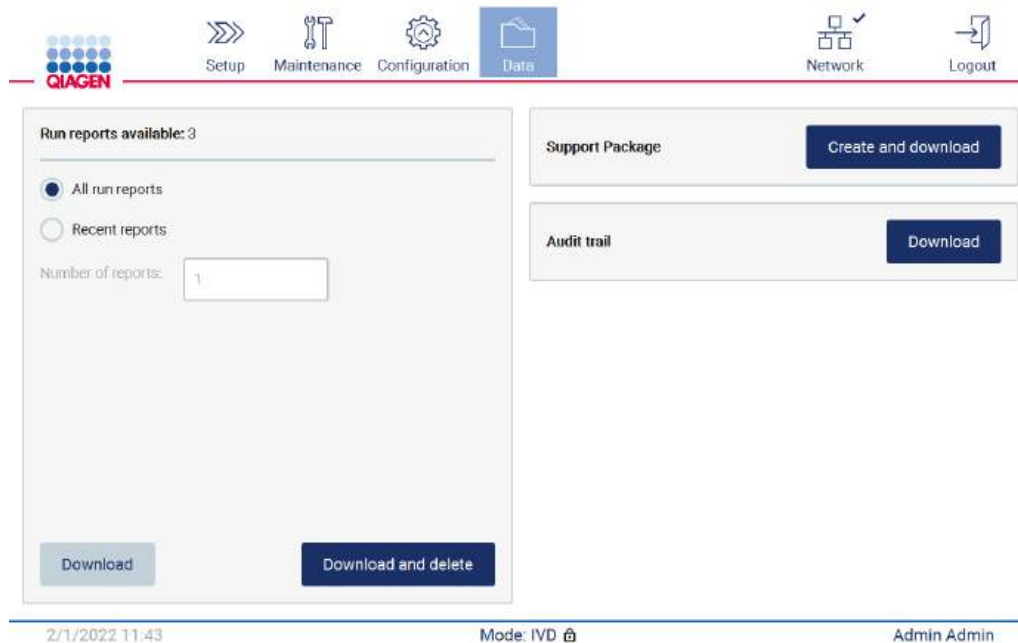 QIAGEN
Setup
Maintenance
Configuration
Data
Network
Logout
Run reports available: 3
All run reports
Recent reports
Number of reports:
1
Download
Download and delete
Support Package
Create and download
Audit trail
Download
2/1/2022 11:43
Mode: IVD
Admin Admin